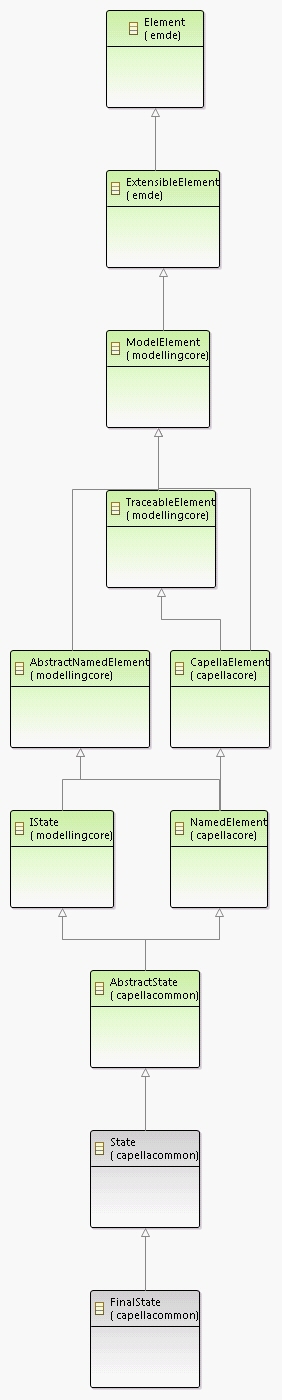 Element
( emde)
ExtensibleElement
( emde)
ModelElement
( modellingcore)
TraceableElement
( modellingcore)
AbstractNamedElement
( modellingcore)
CapellaElement
( capellacore)
IState
( modellingcore)
NamedElement
( capellacore)
AbstractState
( capellacommon)
State
( capellacommon)
FinalState
( capellacommon)